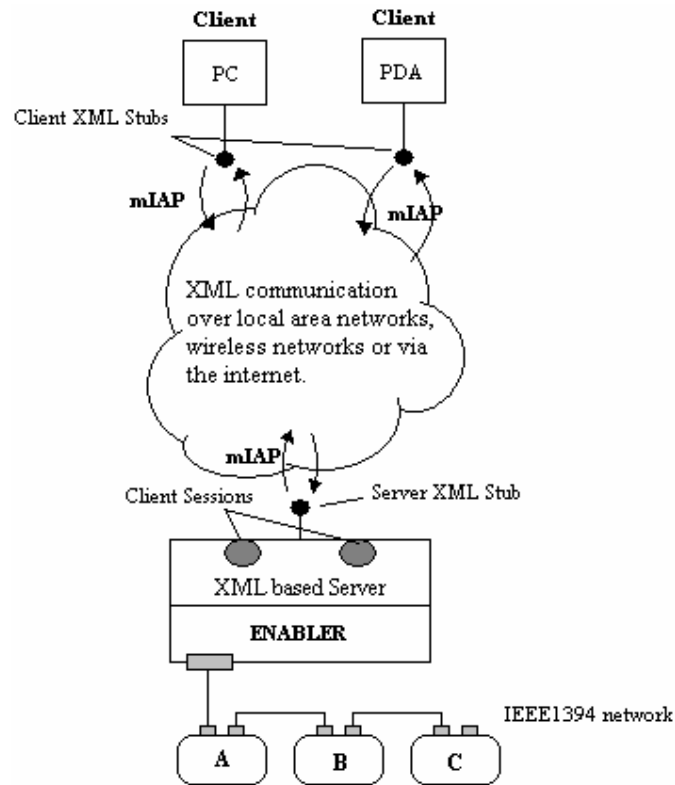 Client
Client
PC
PDA
Client XML Stubs
mIAP
mIAP
XML communication
over local area networks,
wireless networks or via
the internet.
mIAP
Client Sessions
Server XML Stub
XML based Server
ENABLER
IEEE1394 network
A
B
C